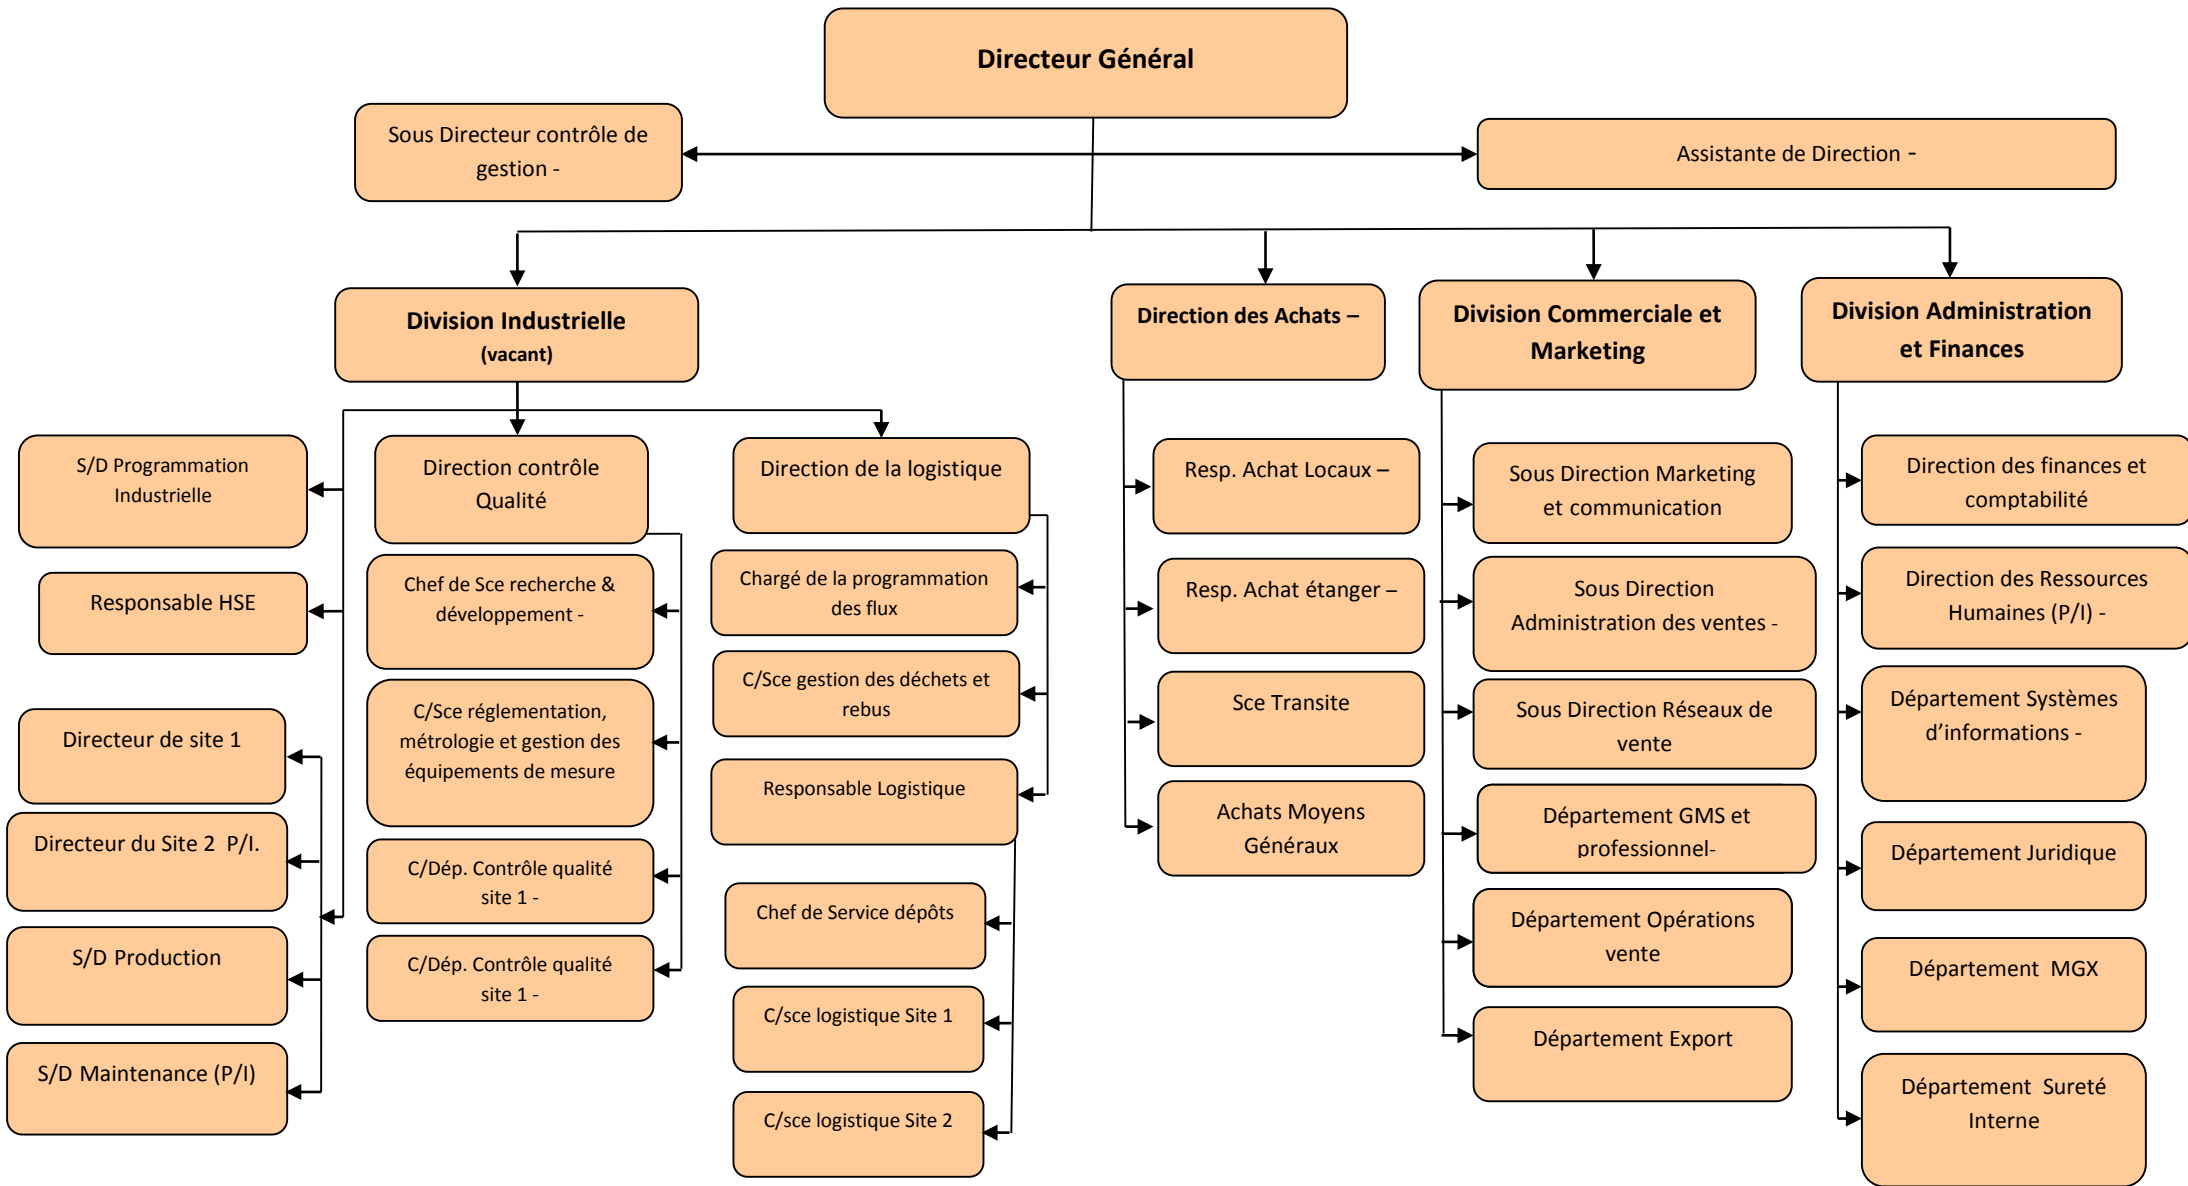 Directeur Général
Sous Directeur contrôle de
gestion -
Assistante de Direction -
Division Industrielle
(vacant)
Direction des Achats –
Division Commerciale et
Marketing
Division Administration
et Finances
S/D Programmation
Industrielle
Responsable HSE
Directeur de site 1
Directeur du Site 2 P/I.
S/D Production
S/D Maintenance (P/I)
Direction contrôle
Qualité
Chef de Sce recherche &
développement -
C/Sce réglementation,
métrologie et gestion des
équipements de mesure
C/Dép. Contrôle qualité
site 1 -
C/Dép. Contrôle qualité
site 1 -
Direction de la logistique
Chargé de la programmation
des flux
C/Sce gestion des déchets et
rebus
Responsable Logistique
Chef de Service dépôts
C/sce logistique Site 1
C/sce logistique Site 2
Resp. Achat Locaux –
Resp. Achat étanger –
Sce Transite
Achats Moyens
Généraux
Sous Direction Marketing
et communication
Sous Direction
Administration des ventes -
Sous Direction Réseaux de
vente
Département GMS et
professionnel-
Département Opérations
vente
Département Export
Direction des finances et
comptabilité
Direction des Ressources
Humaines (P/I) -
Département Systèmes
d’informations -
Département Juridique
Département MGX
Département Sureté
Interne